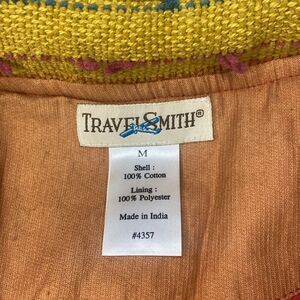 TRAVELSMITH®
M
Shell :
100% Cotton
Lining :
100% Polyester
Made in India
#4357